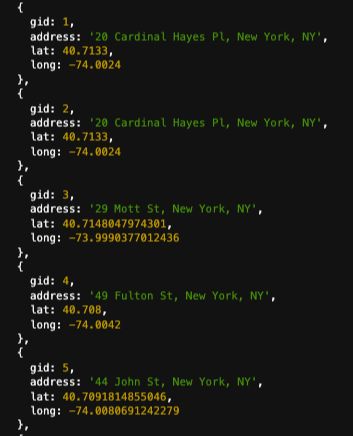 {
gid: 1,
address: '20 Cardinal Hayes Pl, New York, NY',
lat: 40.7133,
long: -74.0024
},
{
gid: 2,
address: '20 Cardinal Hayes Pl, New York, NY',
lat: 40.7133,
long: -74.0024
},
{
gid: 3,
address: '29 Mott St, New York, NY',
lat: 40.7148047974301,
long: -73.9990377012436
},
{
gid: 4,
address: '49 Fulton St, New York, NY',
lat: 40.708,
long: -74.0042
},
{
gid: 5,
address: '44 John St, New York, NY',
lat: 40.7091814855046,
long: -74.0080691242279
},